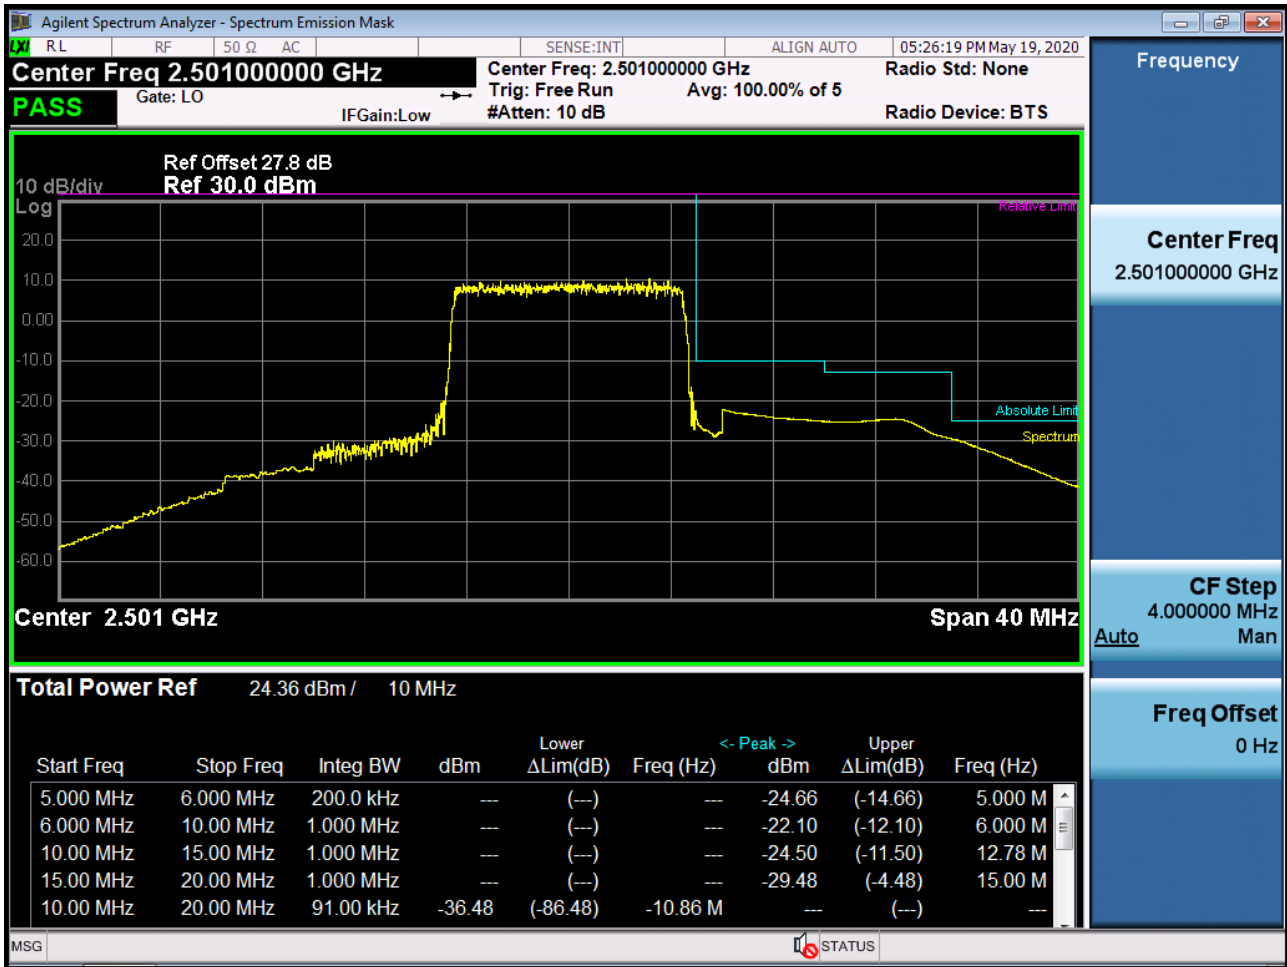 Agilent Spectrum Analyzer - Spectrum Emission Mask
LXI RL RF 50 Ω AC SENSE:INT ALIGN AUTO 05:26:19 PM May 19, 2020
Center Freq 2.501000000 GHz Center Freq: 2.501000000 GHz Radio Std: None
Trig: Free Run Avg: 100.00% of 5
PASS Gate: LO IFGain:Low #Atten: 10 dB Radio Device: BTS
Frequency
Ref Offset 27.8 dB
10 dB/div Ref 30.0 dBm
Log
Relative Limit
20.0
10.0
0.00
-10.0
-20.0
Absolute Limit
-30.0
Spectrum
-40.0
-50.0
-60.0
Center 2.501 GHz Span 40 MHz
Center Freq
2.501000000 GHz
CF Step
4.000000 MHz
Auto Man
Freq Offset
0 Hz
Total Power Ref 24.36 dBm / 10 MHz
Lower <- Peak -> Upper
Start Freq Stop Freq Integ BW dBm ΔLim(dB) Freq (Hz) dBm ΔLim(dB) Freq (Hz)
5.000 MHz 6.000 MHz 200.0 kHz --- (---) --- -24.66 (-14.66) 5.000 M
6.000 MHz 10.00 MHz 1.000 MHz --- (---) --- -22.10 (-12.10) 6.000 M
10.00 MHz 15.00 MHz 1.000 MHz --- (---) --- -24.50 (-11.50) 12.78 M
15.00 MHz 20.00 MHz 1.000 MHz --- (---) --- -29.48 (-4.48) 15.00 M
10.00 MHz 20.00 MHz 91.00 kHz -36.48 (-86.48) -10.86 M --- (---) ---
MSG STATUS